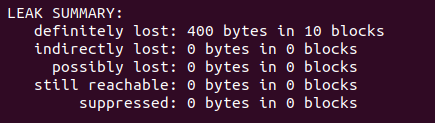 LEAK SUMMARY:
definitely lost: 400 bytes in 10 blocks
indirectly lost: 0 bytes in 0 blocks
possibly lost: 0 bytes in 0 blocks
still reachable: 0 bytes in 0 blocks
suppressed: 0 bytes in 0 blocks